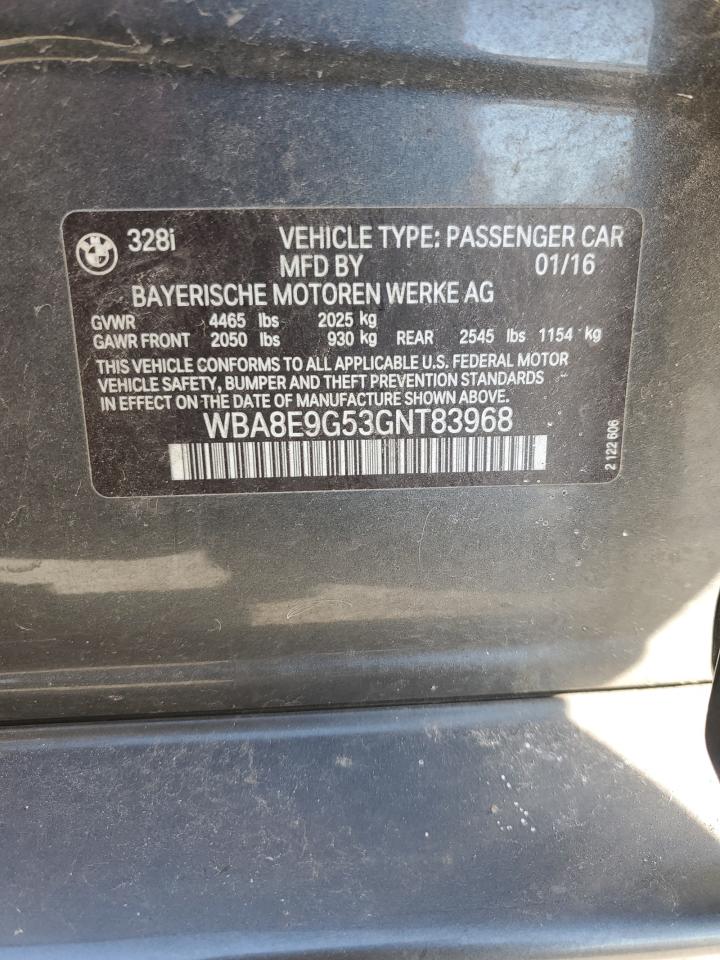 328i VEHICLE TYPE: PASSENGER CAR
MFD BY 01/16
BAYERISCHE MOTOREN WERKE AG
GVWR 4465 lbs 2025 kg
GAWR FRONT 2050 lbs 930 kg REAR 2545 lbs 1154 kg
THIS VEHICLE CONFORMS TO ALL APPLICABLE U.S. FEDERAL MOTOR
VEHICLE SAFETY, BUMPER AND THEFT PREVENTION STANDARDS
IN EFFECT ON THE DATE OF MANUFACTURE SHOWN ABOVE.
WBA8E9G53GNT83968
2 122 606